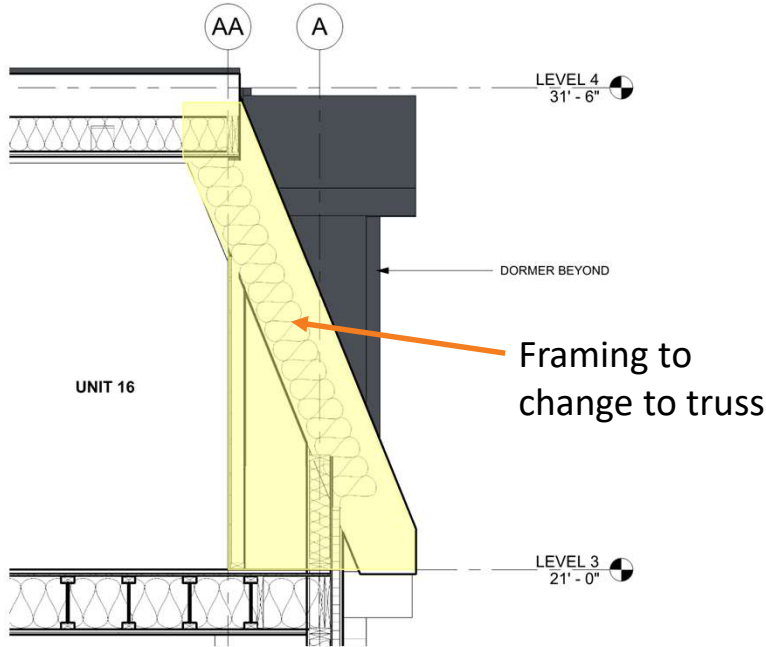 AA
A
LEVEL 4
31' - 6"
DORMER BEYOND
Framing to
change to truss
UNIT 16
LEVEL 3
21' - 0"